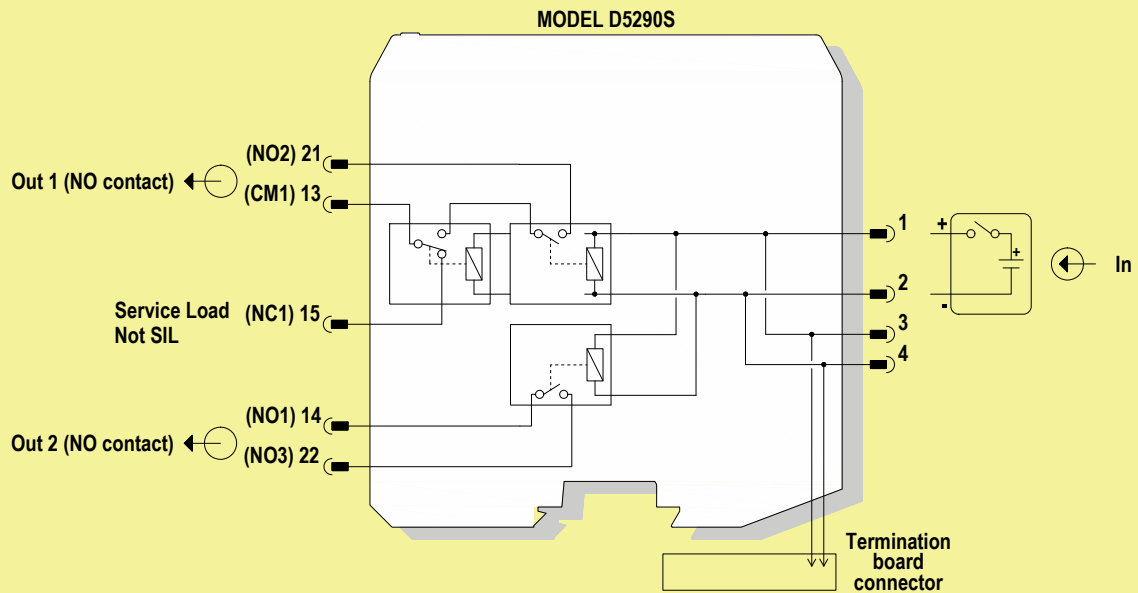 MODEL D5290S
(NO2) 21
Out 1 (NO contact)
(CM1) 13
1
+
+
In
2
-
Service Load
Not SIL
(NC1) 15
3
4
(NO1) 14
Out 2 (NO contact)
(NO3) 22
Termination
board
connector